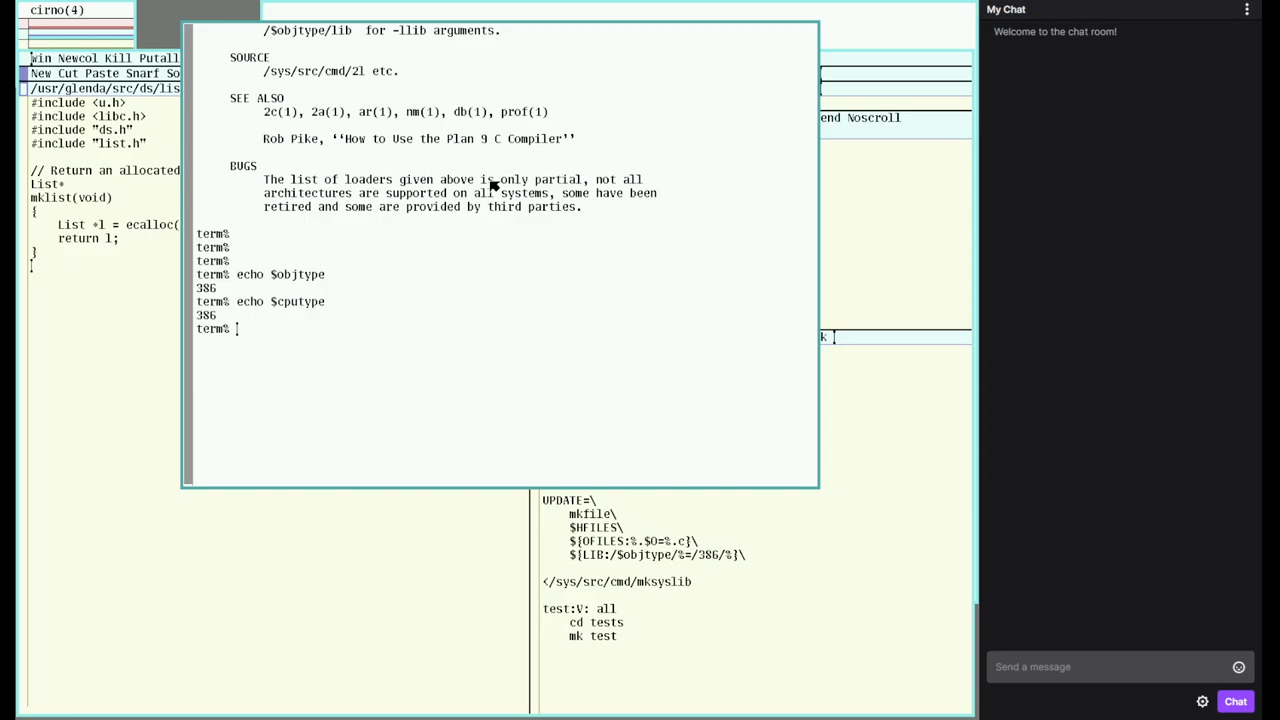 cirno(4)
Win Newcol Kill Putall
New Cut Paste Snarf So
/usr/glenda/src/ds/lis
#include <u.h>
#include <libc.h>
#include "ds.h"
#include "list.h"
// Return an allocated
List*
mklist(void)
{
List *l = ecalloc(
return l;
}
/$objtype/lib  for -llib arguments.
SOURCE
/sys/src/cmd/2l etc.
SEE ALSO
2c(1), 2a(1), ar(1), nm(1), db(1), prof(1)
Rob Pike, ‘‘How to Use the Plan 9 C Compiler’’
BUGS
The list of loaders given above is only partial, not all
architectures are supported on all systems, some have been
retired and some are provided by third parties.
term%
term%
term%
term% echo $objtype
386
term% echo $cputype
386
term%
end Noscroll
k
UPDATE=\
mkfile\
$HFILES\
${OFILES:%.$O=%.c}\
${LIB:/$objtype/%=/386/%}\
</sys/src/cmd/mksyslib
test:V: all
cd tests
mk test
My Chat
Welcome to the chat room!
Send a message
Chat